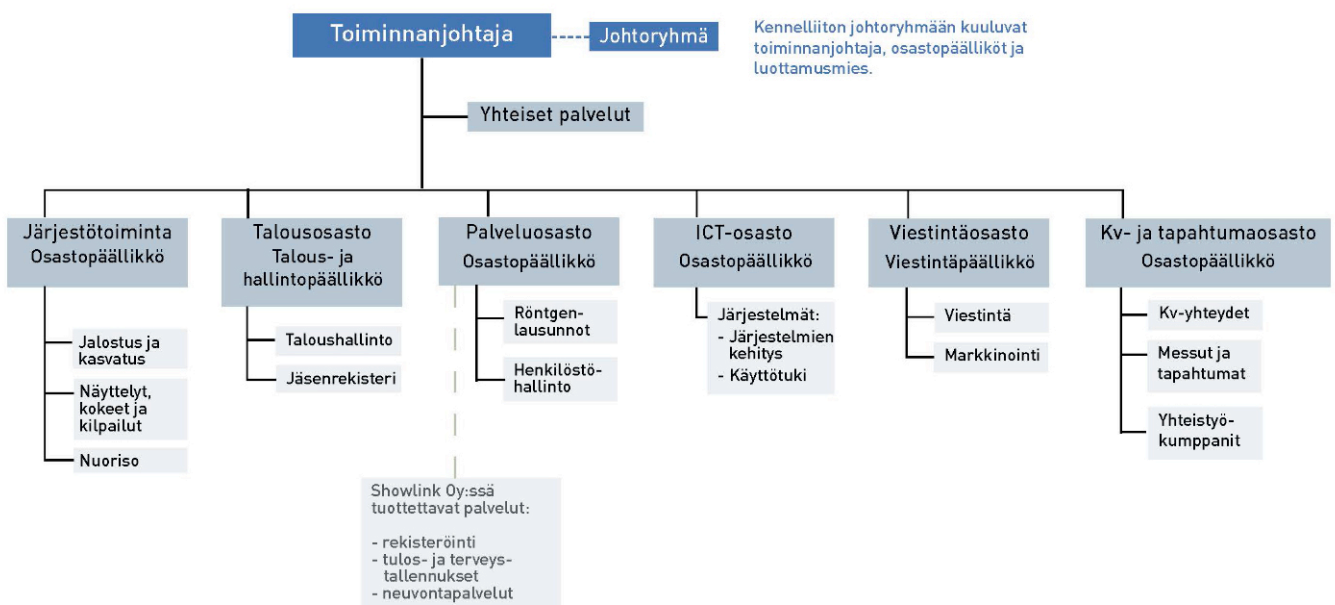 Toiminnanjohtaja
Johtoryhmä
Kennelliiton johtoryhmään kuuluvat
toiminnanjohtaja, osastopäälliköt ja
luottamusmies.
Yhteiset palvelut
Järjestötoiminta
Osastopäällikkö
Jalostus ja
kasvatus
Näyttelyt,
kokeet ja
kilpailut
Nuoriso
Talousosasto
Talous- ja
hallintopäällikkö
Taloushallinto
Jäsenrekisteri
Palveluosasto
Osastopäällikkö
Röntgen-
lausunnot
Henkilöstö-
hallinto
Showlink Oy:ssä
tuottettavat palvelut:
- rekisteröinti
- tulos- ja terveys-
tallennukset
- neuvontapalvelut
ICT-osasto
Osastopäällikkö
Järjestelmät:
- Järjestelmien
kehitys
- Käyttötuki
Viestintäosasto
Viestintäpäällikkö
Viestintä
Markkinointi
Kv- ja tapahtumaosasto
Osastopäällikkö
Kv-yhteydet
Messut ja
tapahtumat
Yhteistyö-
kumppanit